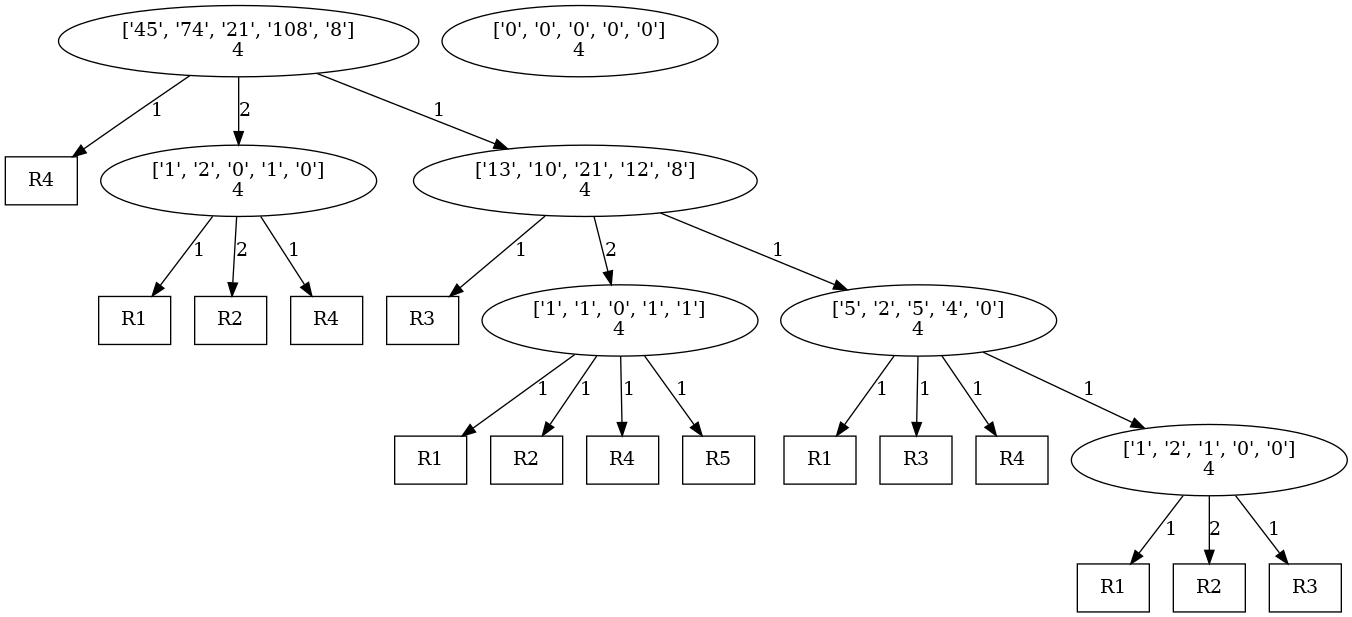 ['45', '74', '21', '108', '8']
4
['0', '0', '0', '0', '0']
4
1
2
1
R4
['1', '2', '0', '1', '0']
4
['13', '10', '21', '12', '8']
4
1
2
1
1
2
1
R1
R2
R4
R3
['1', '1', '0', '1', '1']
4
['5', '2', '5', '4', '0']
4
1
1
1
1
1
1
1
1
R1
R2
R4
R5
R1
R3
R4
['1', '2', '1', '0', '0']
4
1
2
1
R1
R2
R3